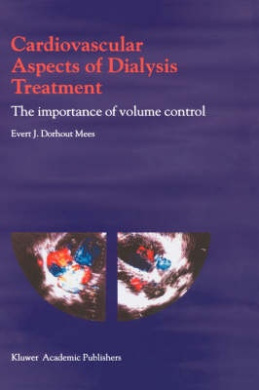 Cardiovascular
Aspects of Dialysis
Treatment
The importance of volume control
Evert J. Dorhout Mees
Kluwer Academic Publishers